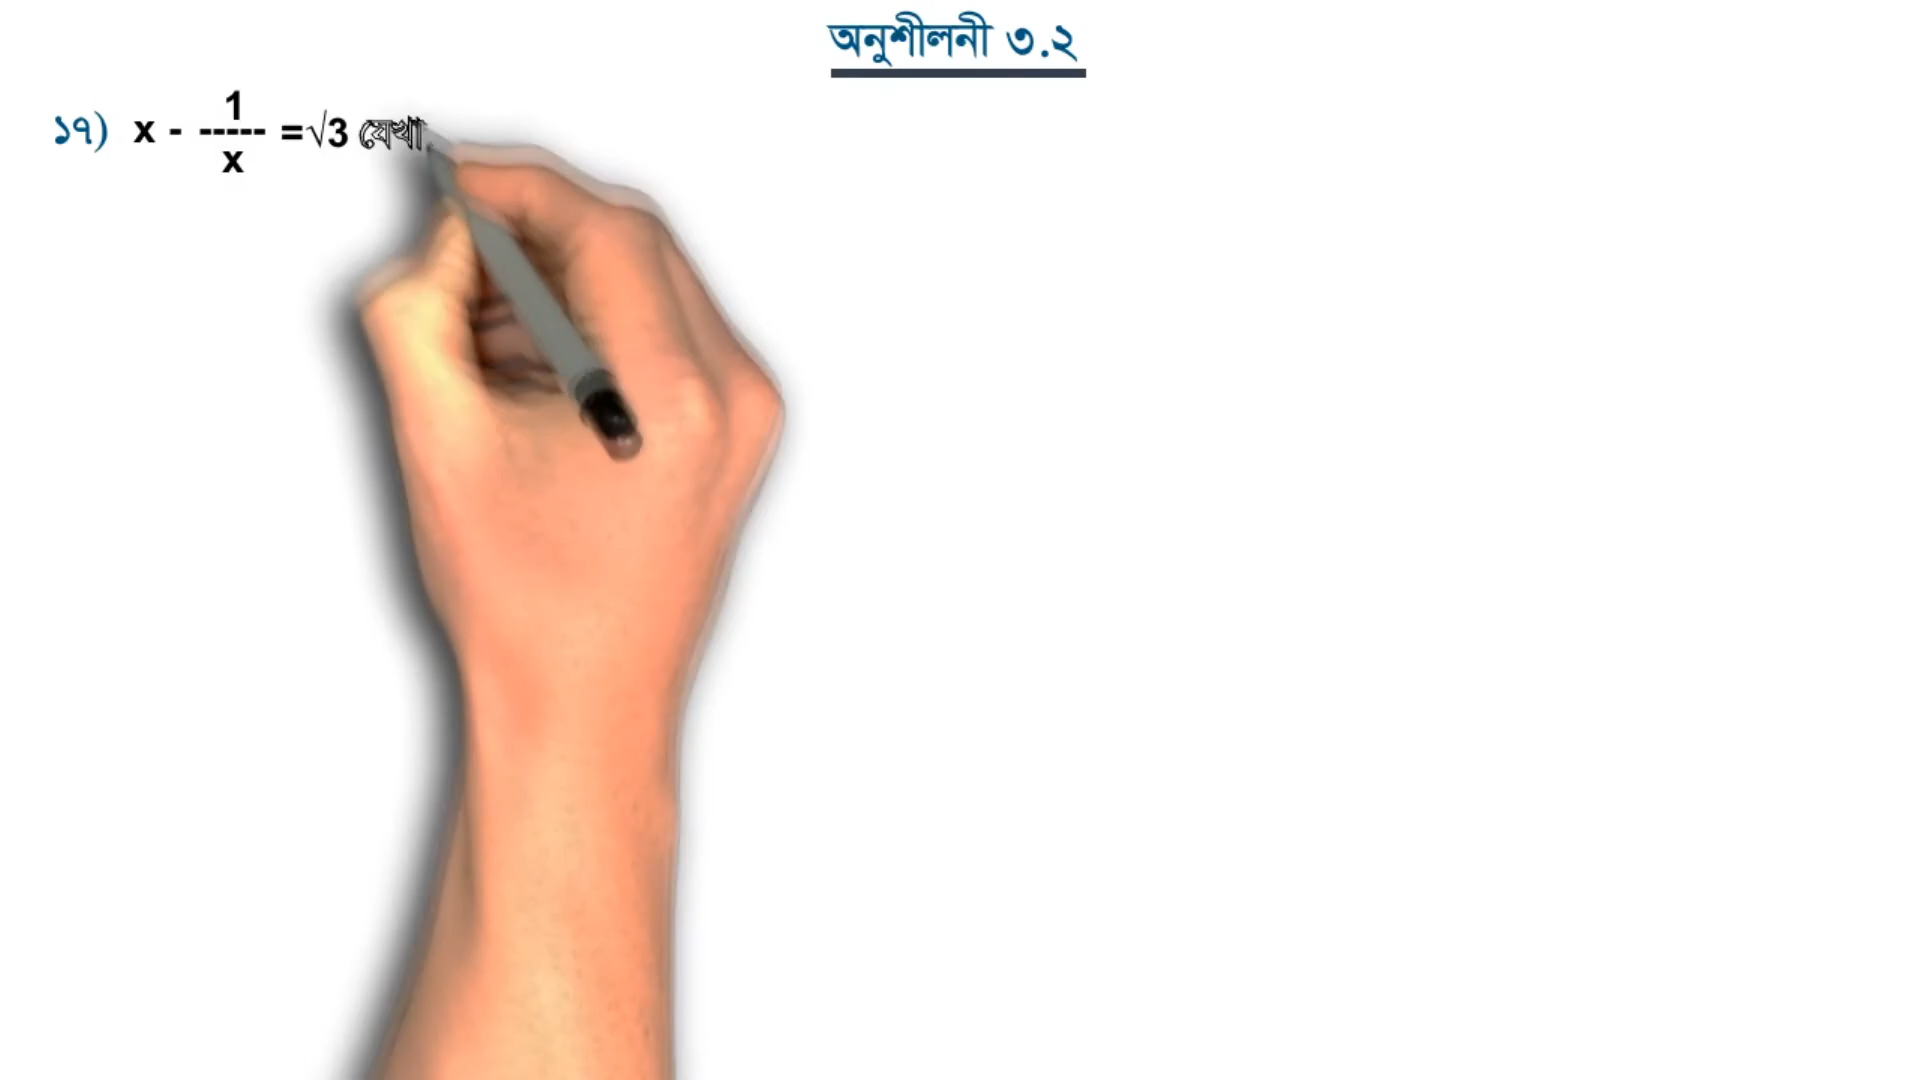 অনুশীলনী ৩.২
১৭) x - 1/x =√3 যেখা